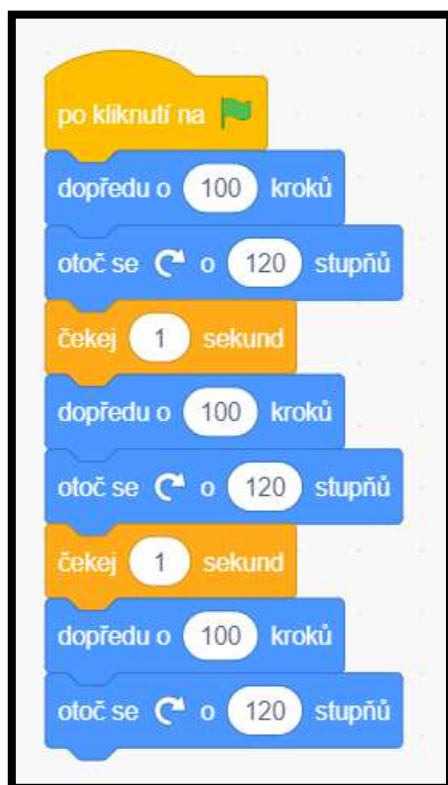 po kliknutí na
dopředu o 100 kroků
otoč se o 120 stupňů
čekej 1 sekund
dopředu o 100 kroků
otoč se o 120 stupňů
čekej 1 sekund
dopředu o 100 kroků
otoč se o 120 stupňů